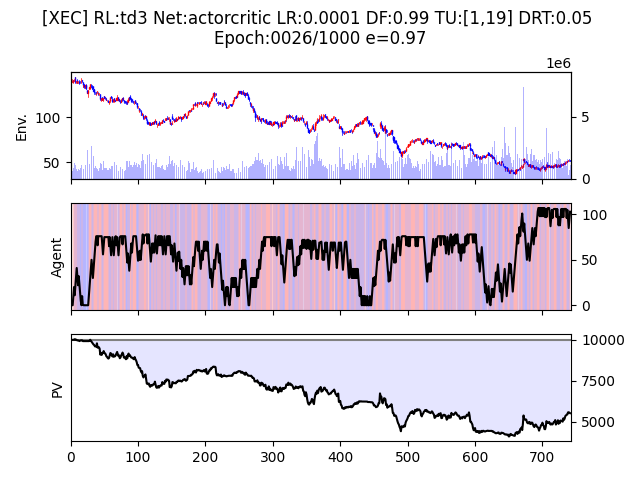 [XEC] RL:td3 Net:actorcritic LR:0.0001 DF:0.99 TU:[1,19] DRT:0.05
Epoch:0026/1000 e=0.97
1e6
Env.
100
50
5
0
Agent
100
50
0
PV
10000
7500
5000
0 100 200 300 400 500 600 700